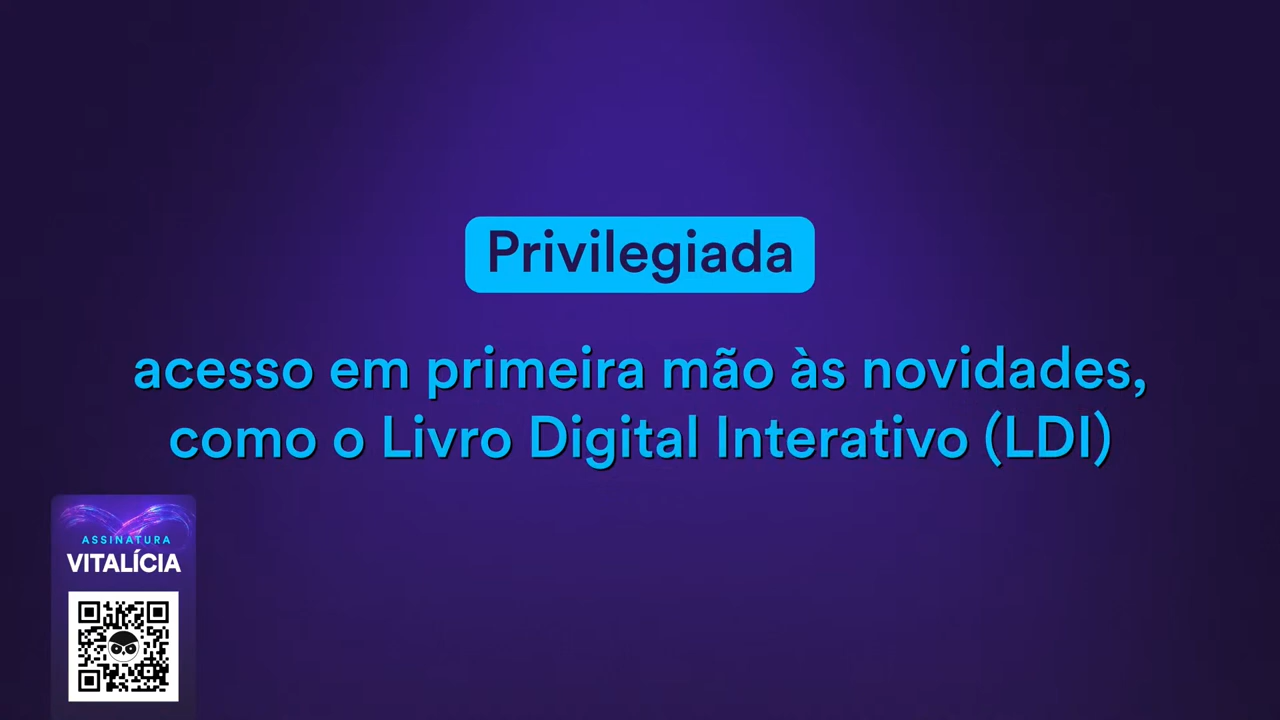 Privilegiada
acesso em primeira mão às novidades,
como o Livro Digital Interativo (LDI)
ASSINATURA
VITALÍCIA